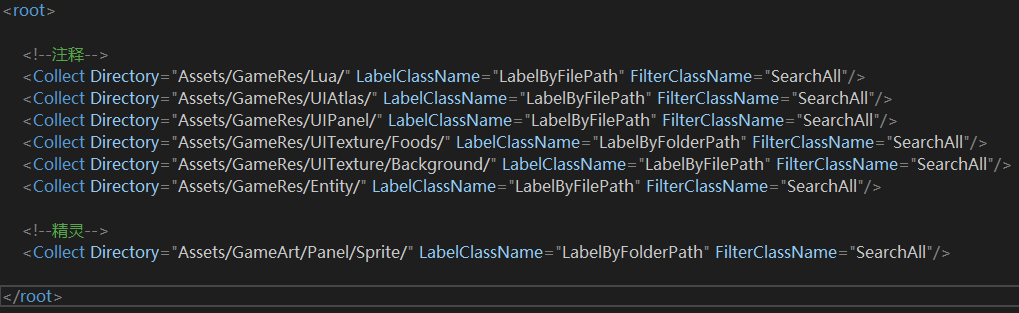 <root>
<!--注释-->
<Collect Directory="Assets/GameRes/Lua/" LabelClassName="LabelByFilePath" FilterClassName="SearchAll"/>
<Collect Directory="Assets/GameRes/UIAtlas/" LabelClassName="LabelByFilePath" FilterClassName="SearchAll"/>
<Collect Directory="Assets/GameRes/UIPanel/" LabelClassName="LabelByFilePath" FilterClassName="SearchAll"/>
<Collect Directory="Assets/GameRes/UITexture/Foods/" LabelClassName="LabelByFolderPath" FilterClassName="SearchAll"/>
<Collect Directory="Assets/GameRes/UITexture/Background/" LabelClassName="LabelByFilePath" FilterClassName="SearchAll"/>
<Collect Directory="Assets/GameRes/Entity/" LabelClassName="LabelByFilePath" FilterClassName="SearchAll"/>
<!--精灵-->
<Collect Directory="Assets/GameArt/Panel/Sprite/" LabelClassName="LabelByFolderPath" FilterClassName="SearchAll"/>
</root>